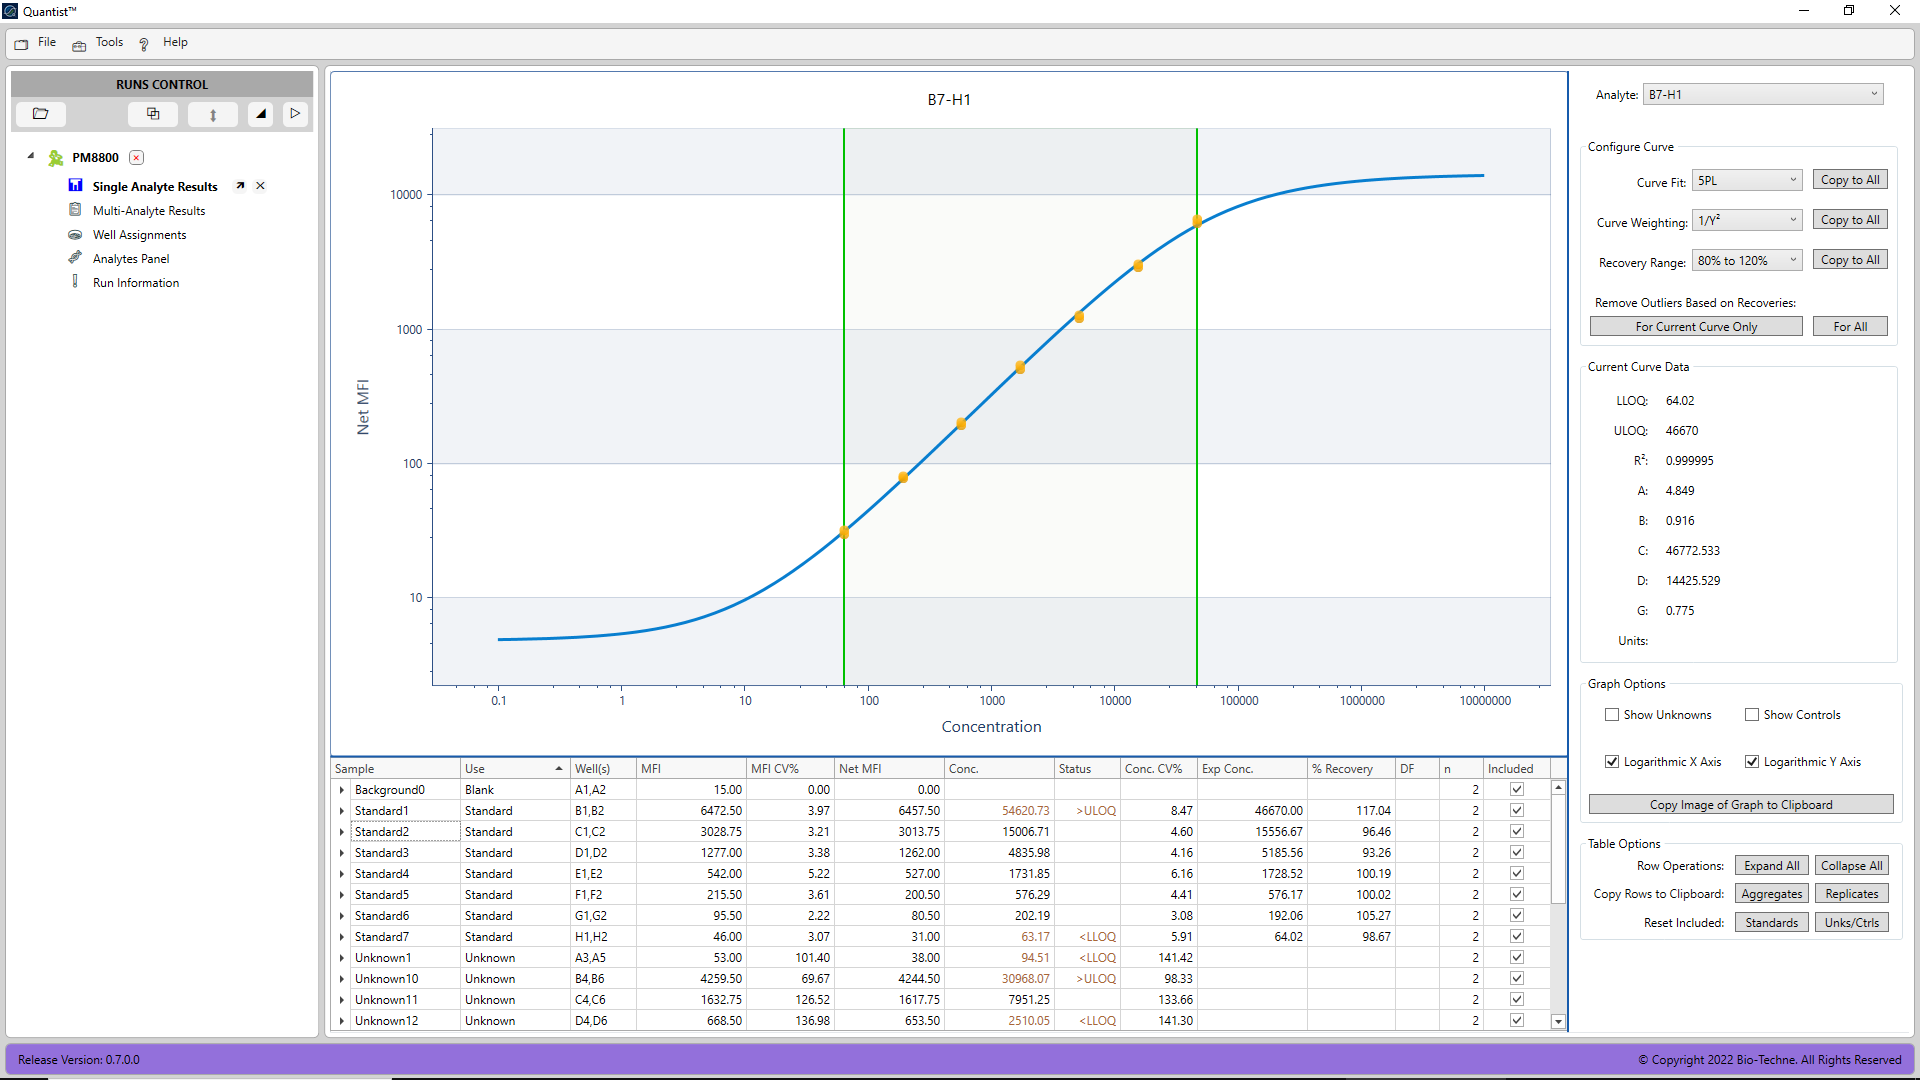 Quantist™
File Tools ? Help
RUNS CONTROL
PM8800
Single Analyte Results
Multi-Analyte Results
Well Assignments
Analytes Panel
Run Information
B7-H1
Net MFI
10000
1000
100
10
0.1 1 10 100 1000 10000 100000 1000000 10000000
Concentration
Sample Use Well(s) MFI MFI CV% Net MFI Conc. Status Conc. CV% Exp Conc. % Recovery DF n Included
Background0 Blank A1,A2 15.00 0.00 0.00 2
Standard1 Standard B1,B2 6472.50 3.97 6457.50 54620.73 >ULOQ 8.47 46670.00 117.04 2
Standard2 Standard C1,C2 3028.75 3.21 3013.75 15006.71 4.60 15556.67 96.46 2
Standard3 Standard D1,D2 1277.00 3.38 1262.00 4835.98 4.16 5185.56 93.26 2
Standard4 Standard E1,E2 542.00 5.22 527.00 1731.85 6.16 1728.52 100.19 2
Standard5 Standard F1,F2 215.50 3.61 200.50 576.29 4.41 576.17 100.02 2
Standard6 Standard G1,G2 95.50 2.22 80.50 202.19 3.08 192.06 105.27 2
Standard7 Standard H1,H2 46.00 3.07 31.00 63.17 <LLOQ 5.91 64.02 98.67 2
Unknown1 Unknown A3,A5 53.00 101.40 38.00 94.51 <LLOQ 141.42 2
Unknown10 Unknown B4,B6 4259.50 69.67 4244.50 30968.07 >ULOQ 98.33 2
Unknown11 Unknown C4,C6 1632.75 126.52 1617.75 7951.25 133.66 2
Unknown12 Unknown D4,D6 668.50 136.98 653.50 2510.05 <LLOQ 141.30 2
Analyte: B7-H1
Configure Curve
Curve Fit: 5PL Copy to All
Curve Weighting: 1/Y² Copy to All
Recovery Range: 80% to 120% Copy to All
Remove Outliers Based on Recoveries:
For Current Curve Only For All
Current Curve Data
LLOQ: 64.02
ULOQ: 46670
R²: 0.999995
A: 4.849
B: 0.916
C: 46772.533
D: 14425.529
G: 0.775
Units:
Graph Options
Show Unknowns Show Controls
Logarithmic X Axis Logarithmic Y Axis
Copy Image of Graph to Clipboard
Table Options
Row Operations: Expand All Collapse All
Copy Rows to Clipboard: Aggregates Replicates
Reset Included: Standards Unks/Ctrls
Release Version: 0.7.0.0
© Copyright 2022 Bio-Techne. All Rights Reserved